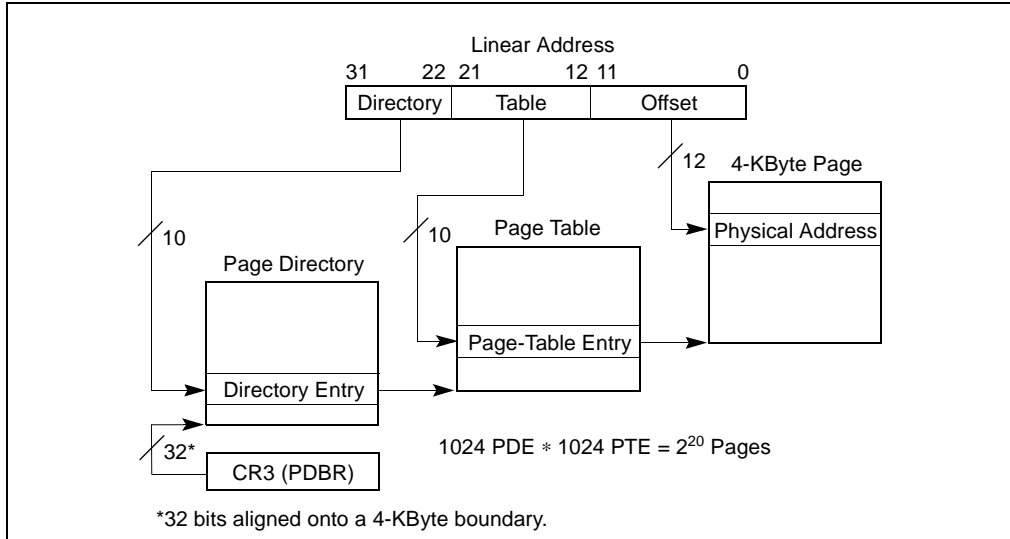 Linear Address
31 22 21 12 11 0
Directory Table Offset
12
4-KByte Page
Physical Address
10
10
Page Table
Page Directory
Page-Table Entry
Directory Entry
32*
1024 PDE * 1024 PTE = 2²⁰ Pages
CR3 (PDBR)
*32 bits aligned onto a 4-KByte boundary.